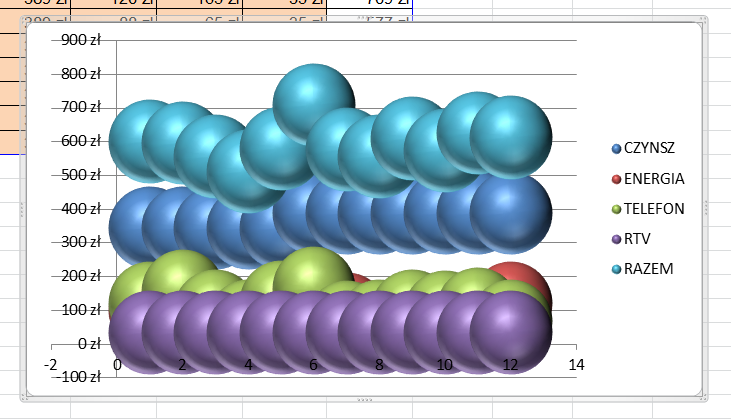 900 zł
800 zł
700 zł
600 zł
500 zł
400 zł
300 zł
200 zł
100 zł
0 zł
-100 zł
-2 0 2 4 6 8 10 12 14
CZYNSZ
ENERGIA
TELEFON
RTV
RAZEM